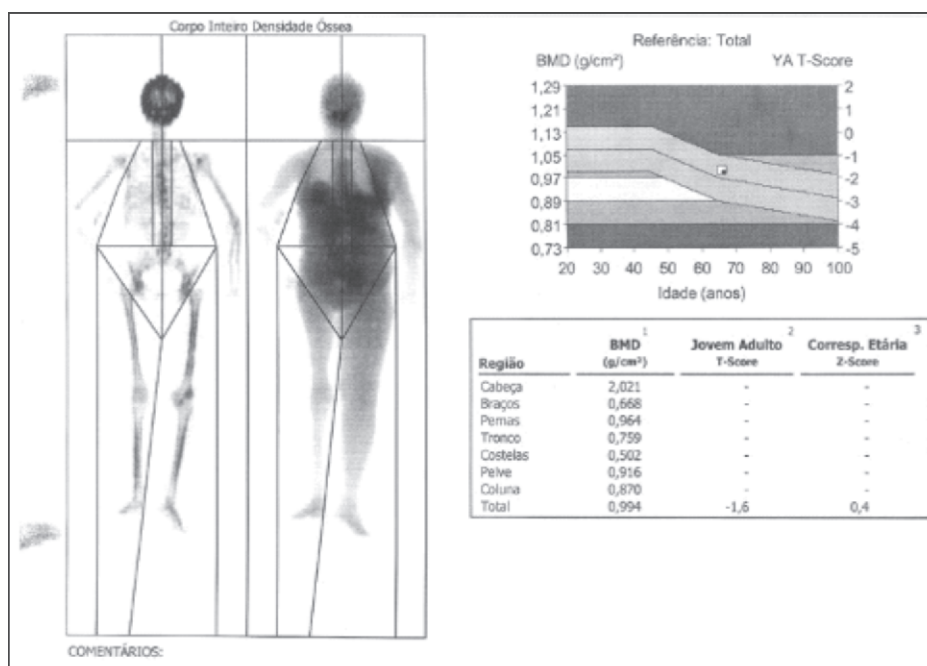 Corpo Inteiro Densidade Óssea
COMENTÁRIOS:
Referência: Total
BMD (g/cm²) YA T-Score
1,29 2
1,21 1
1,13 0
1,05 -1
0,97 -2
0,89 -3
0,81 -4
0,73 -5
20 30 40 50 60 70 80 90 100
Idade (anos)
1 2 3
BMD Jovem Adulto Corresp. Etária
Região (g/cm²) T-Score Z-Score
Cabeça 2,021 - -
Braços 0,668 - -
Pernas 0,964 - -
Tronco 0,759 - -
Costelas 0,502 - -
Pelve 0,916 - -
Coluna 0,870 - -
Total 0,994 -1,6 0,4